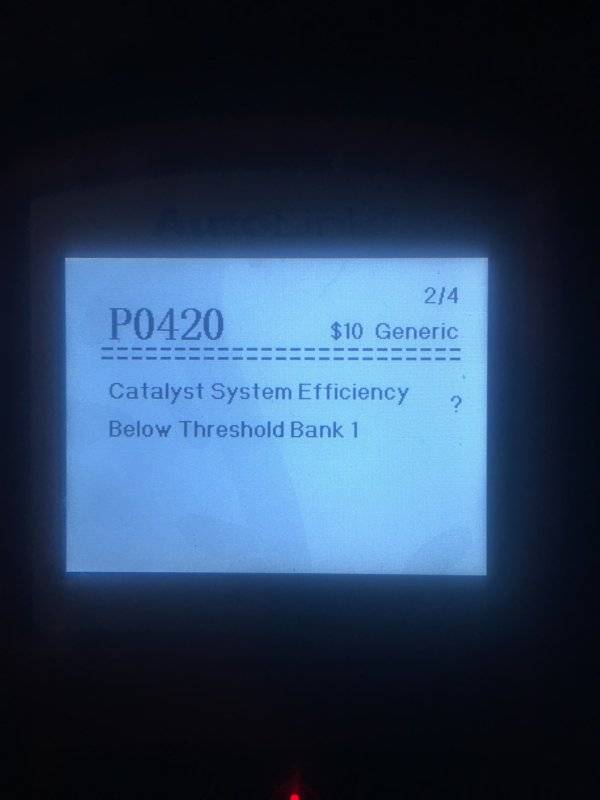 2/4
P0420 $10 Generic
Catalyst System Efficiency
?
Below Threshold Bank 1